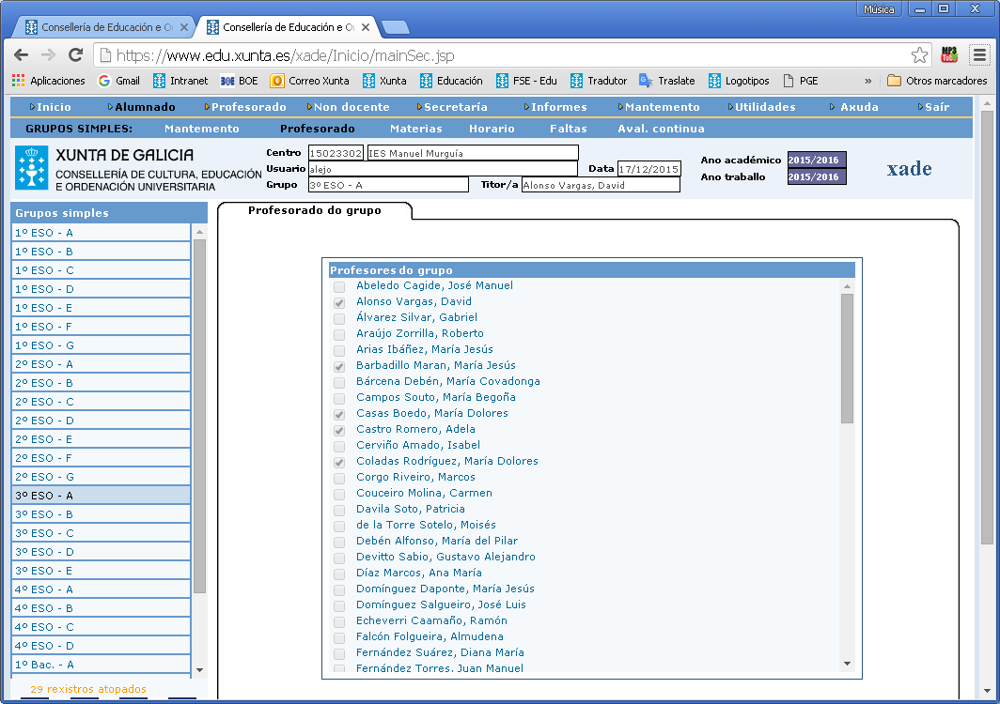 Música
Consellería de Educación e O
Consellería de Educación e O
https://www.edu.xunta.es/xade/Inicio/mainSec.jsp
MP3
Aplicaciones Gmail Intranet BOE Correo Xunta Xunta Educación FSE - Edu Tradutor Traslate Logotipos PGE » Otros marcadores
Inicio Alumnado Profesorado Non docente Secretaría Informes Mantemento Utilidades Axuda Saír
GRUPOS SIMPLES: Mantemento Profesorado Materias Horario Faltas Aval. continua
XUNTA DE GALICIA
CONSELLERÍA DE CULTURA, EDUCACIÓN
E ORDENACIÓN UNIVERSITARIA
Centro 15023302 IES Manuel Murguía
Usuario alejo Data 17/12/2015
Grupo 3º ESO - A Titor/a Alonso Vargas, David
Ano académico 2015/2016
Ano traballo 2015/2016
xade
Grupos simples
1º ESO - A
1º ESO - B
1º ESO - C
1º ESO - D
1º ESO - E
1º ESO - F
1º ESO - G
2º ESO - A
2º ESO - B
2º ESO - C
2º ESO - D
2º ESO - E
2º ESO - F
2º ESO - G
3º ESO - A
3º ESO - B
3º ESO - C
3º ESO - D
3º ESO - E
4º ESO - A
4º ESO - B
4º ESO - C
4º ESO - D
1º Bac. - A
29 rexistros atopados
Profesorado do grupo
Profesores do grupo
Abeledo Cagide, José Manuel
Alonso Vargas, David
Álvarez Silvar, Gabriel
Araújo Zorrilla, Roberto
Arias Ibáñez, María Jesús
Barbadillo Maran, María Jesús
Bárcena Debén, María Covadonga
Campos Souto, María Begoña
Casas Boedo, María Dolores
Castro Romero, Adela
Cerviño Amado, Isabel
Coladas Rodríguez, María Dolores
Corgo Riveiro, Marcos
Couceiro Molina, Carmen
Davila Soto, Patricia
de la Torre Sotelo, Moisés
Debén Alfonso, María del Pilar
Devitto Sabio, Gustavo Alejandro
Díaz Marcos, Ana María
Domínguez Daponte, María Jesús
Domínguez Salgueiro, José Luis
Echeverri Caamaño, Ramón
Falcón Folgueira, Almudena
Fernández Suárez, Diana María
Fernández Torres, Juan Manuel